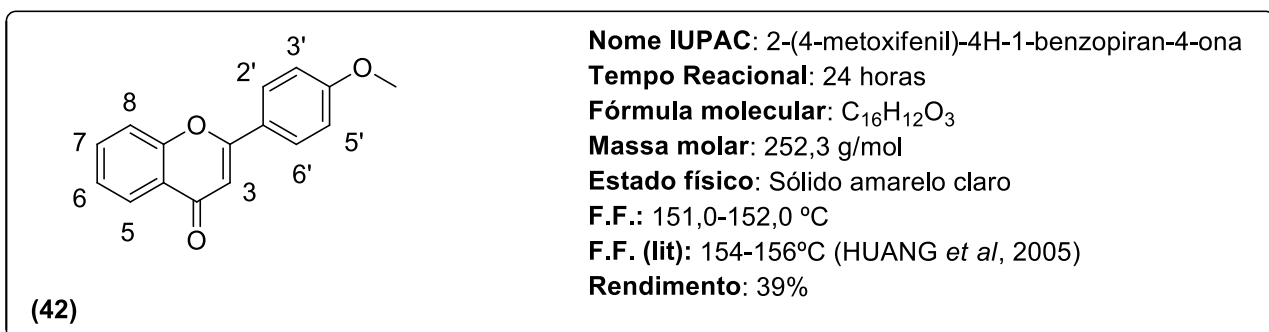 3'
2'
O
8
O
7
5'
6'
6
3
5
O
(42)
Nome IUPAC: 2-(4-metoxifenil)-4H-1-benzopiran-4-ona
Tempo Reacional: 24 horas
Fórmula molecular: C₁₆H₁₂O₃
Massa molar: 252,3 g/mol
Estado físico: Sólido amarelo claro
F.F.: 151,0-152,0 ºC
F.F. (lit): 154-156ºC (HUANG et al, 2005)
Rendimento: 39%